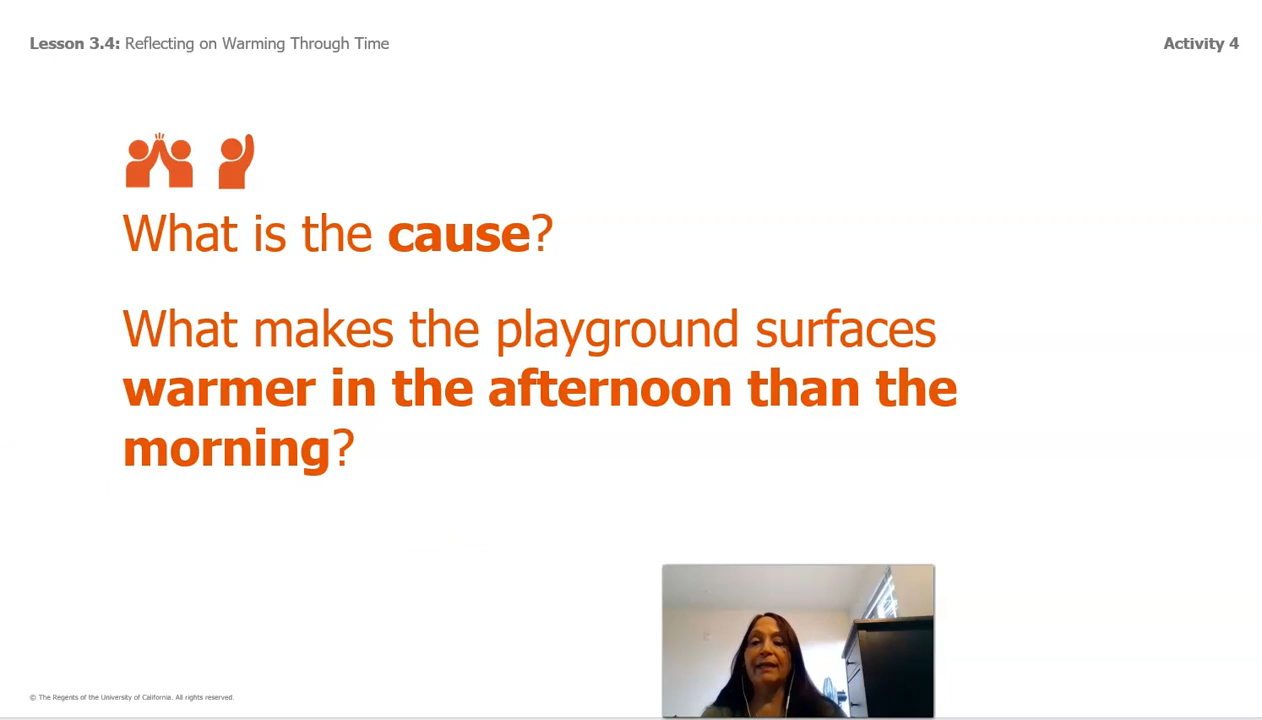 Lesson 3.4: Reflecting on Warming Through Time
Activity 4
What is the cause?
What makes the playground surfaces
warmer in the afternoon than the
morning?
© The Regents of the University of California. All rights reserved.